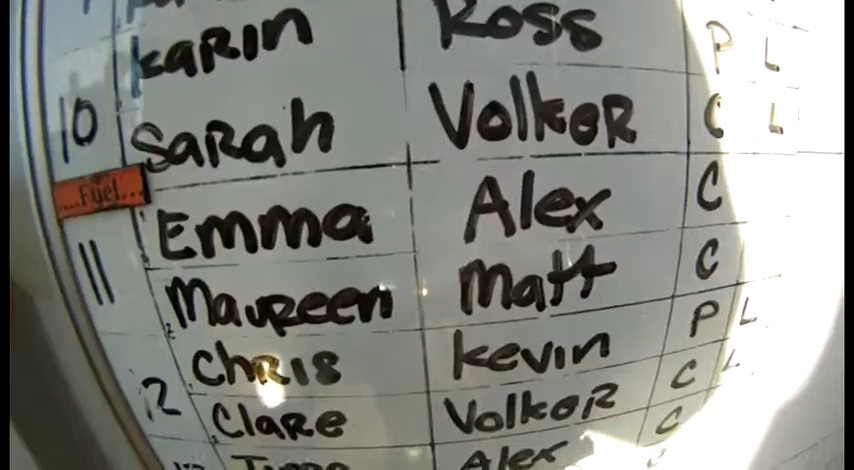 Karin Ross P L
10 Sarah Volker C L
....Fuel...
Emma Alex C
11
Maureen Matt C
Chris Kevin P L
12
Clare Volker C L
Alex C